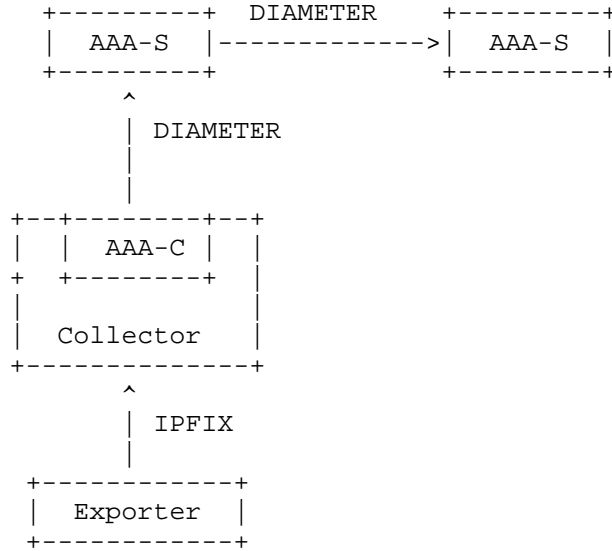 DIAMETER
AAA-S AAA-S
DIAMETER
AAA-C
Collector
IPFIX
Exporter